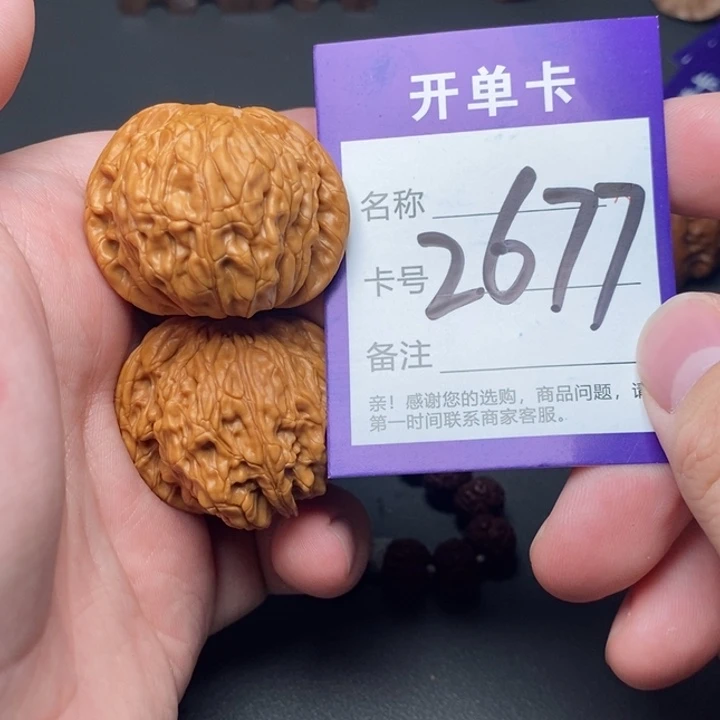 开单卡
名称
卡号 2677
备注
亲！感谢您的选购，商品问题，请
第一时间联系商家客服。